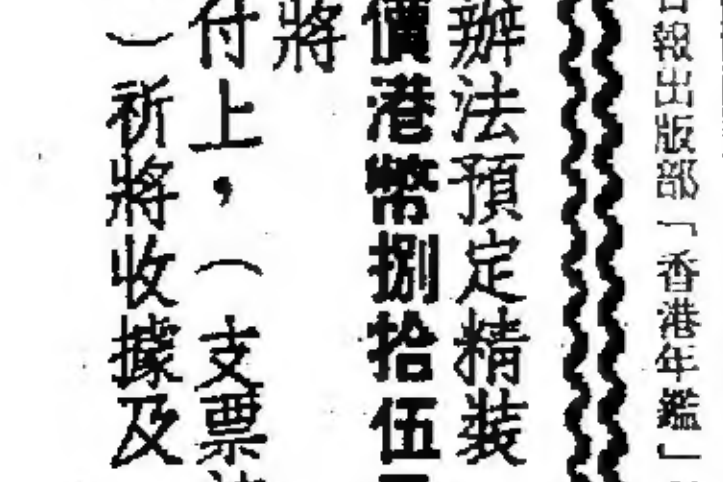 報出版部「香港年鑑」
辦法預定精裝
價港幣捌拾伍
將
付上，（支票
）祈將收據及